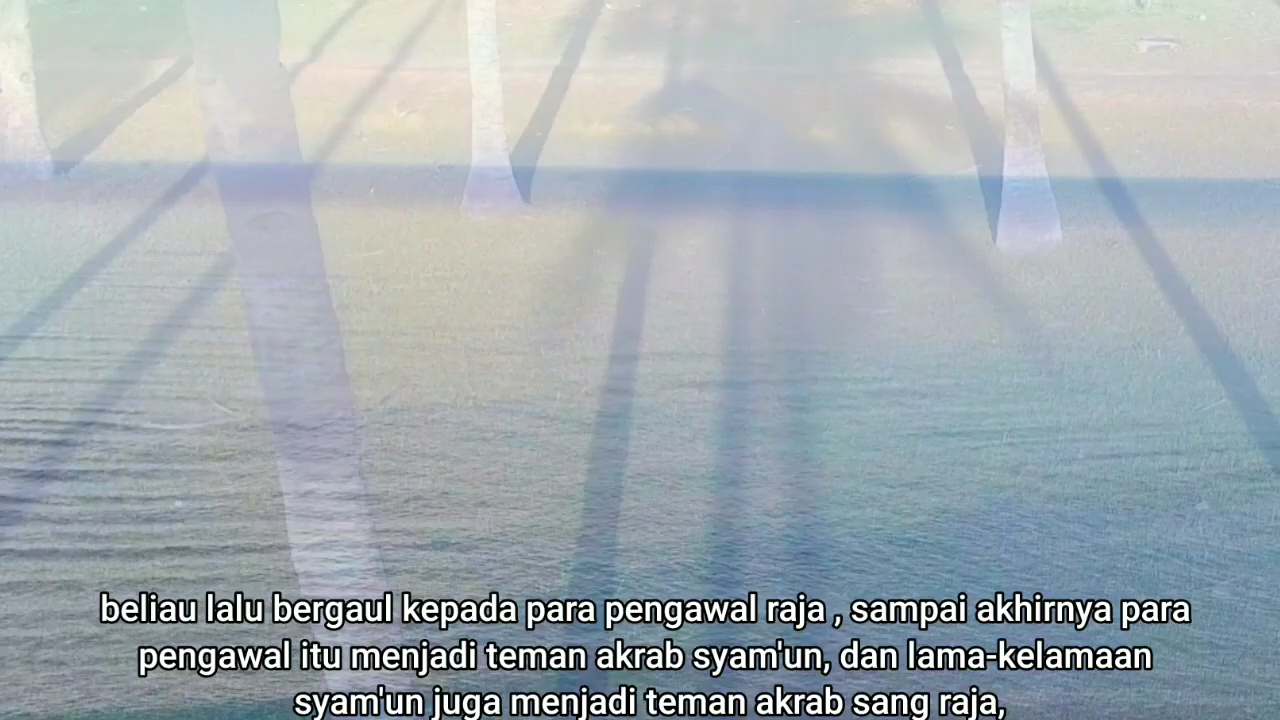 beliau lalu bergaul kepada para pengawal raja , sampai akhirnya para
pengawal itu menjadi teman akrab syam'un, dan lama-kelamaan
syam'un juga menjadi teman akrab sang raja,